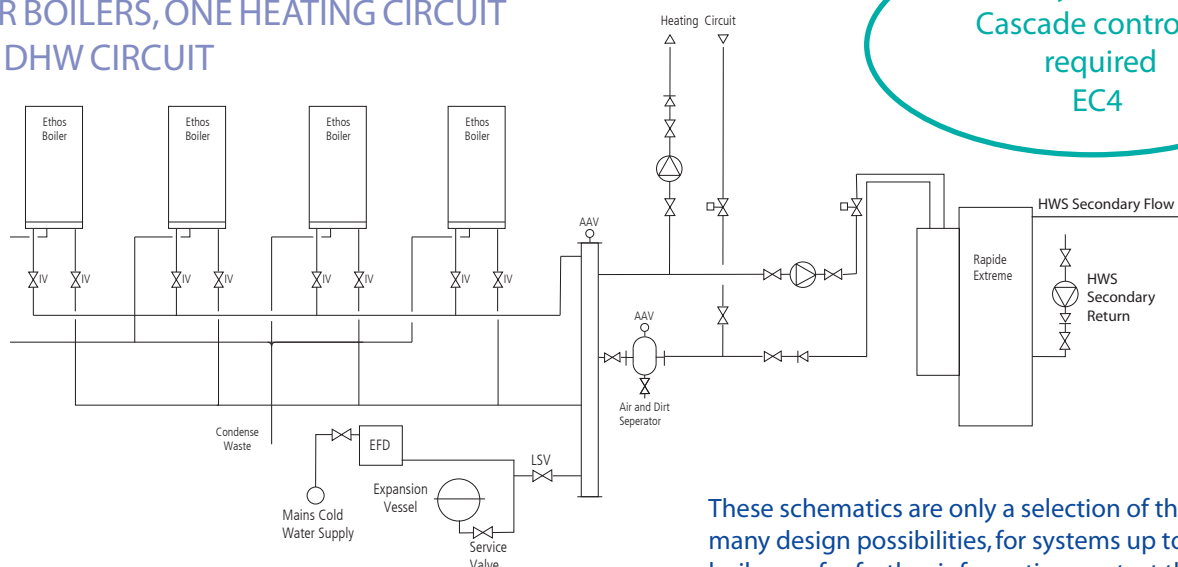 R BOILERS, ONE HEATING CIRCUIT
DHW CIRCUIT
Cascade contro
required
EC4
Heating Circuit
Ethos
Boiler
Ethos
Boiler
Ethos
Boiler
Ethos
Boiler
IV
IV
IV
IV
IV
IV
IV
IV
AAV
AAV
Air and Dirt
Seperator
Rapide
Extreme
HWS Secondary Flow
HWS
Secondary
Return
Condense
Waste
EFD
LSV
Mains Cold
Water Supply
Expansion
Vessel
Service
Valve
These schematics are only a selection of th
many design possibilities, for systems up to